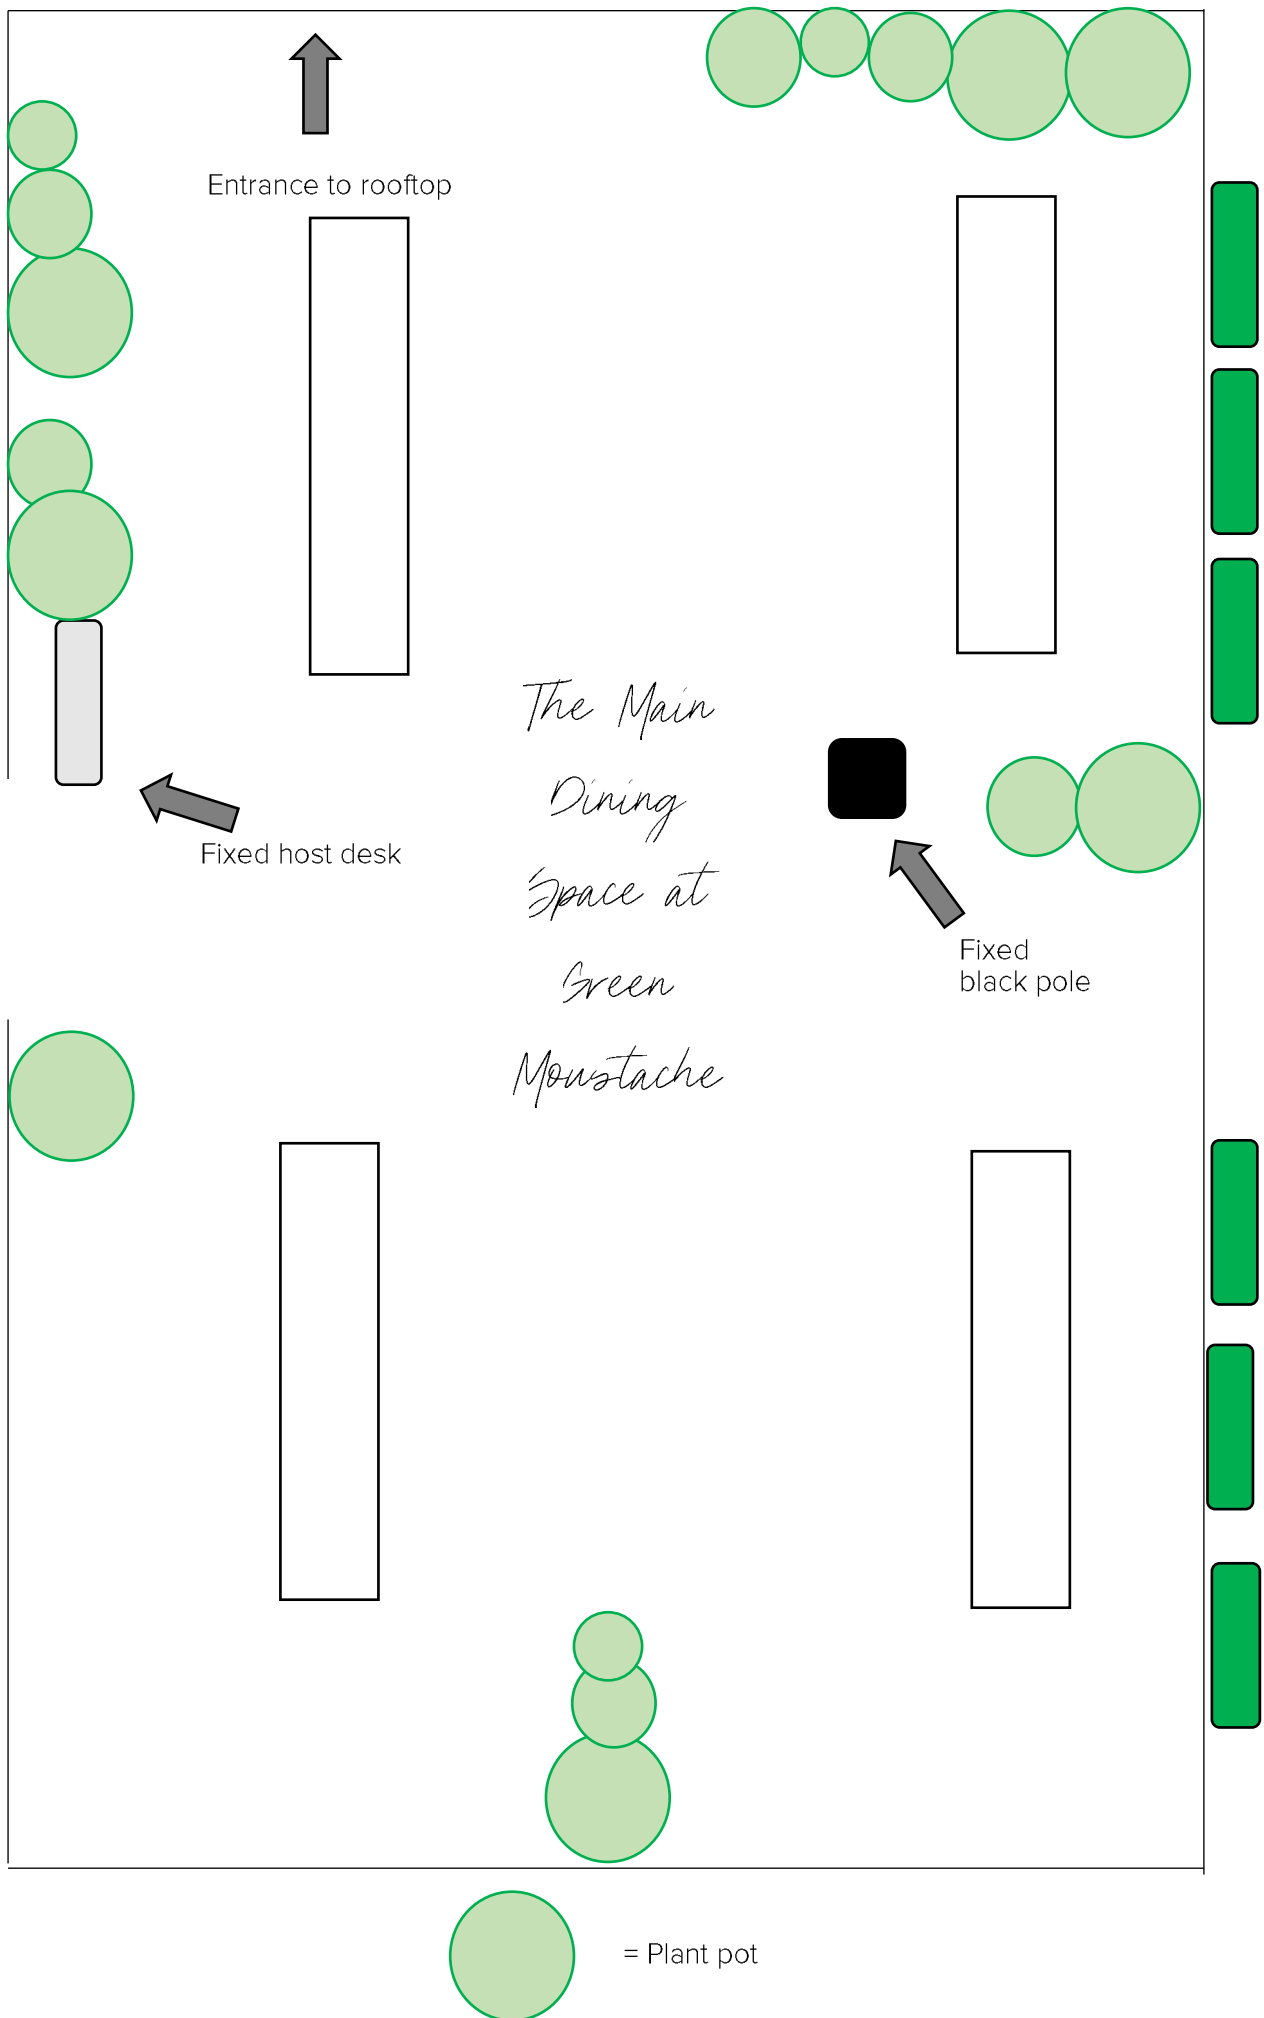 Entrance to rooftop
The Main
Dining
Space at
Green
Moustache
Fixed host desk
Fixed
black pole
= Plant pot